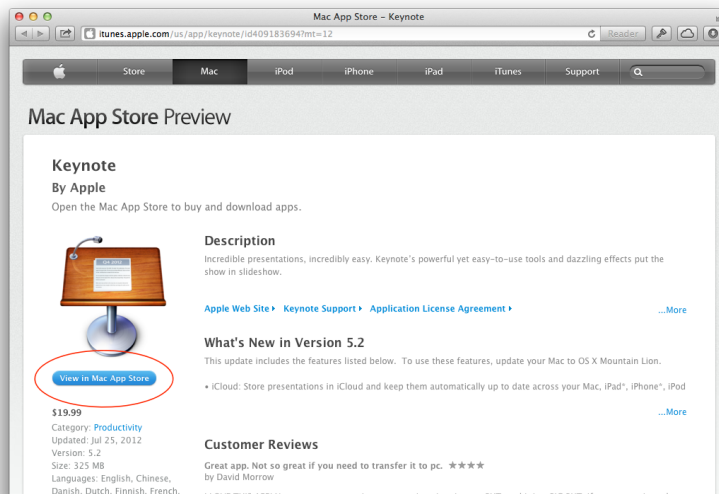 Mac App Store – Keynote
itunes.apple.com/us/app/keynote/id409183694?mt=12
Reader
Store
Mac
iPod
iPhone
iPad
iTunes
Support
Mac App Store Preview
Keynote
By Apple
Open the Mac App Store to buy and download apps.
View in Mac App Store
$19.99
Category: Productivity
Updated: Jul 25, 2012
Version: 5.2
Size: 325 MB
Languages: English, Chinese,
Danish, Dutch, Finnish, French,
Description
Incredible presentations, incredibly easy. Keynote's powerful yet easy-to-use tools and dazzling effects put the
show in slideshow.
Apple Web Site Keynote Support Application License Agreement
...More
What's New in Version 5.2
This update includes the features listed below. To use these features, update your Mac to OS X Mountain Lion.
• iCloud: Store presentations in iCloud and keep them automatically up to date across your Mac, iPad*, iPhone*, iPod
...More
Customer Reviews
Great app. Not so great if you need to transfer it to pc. ★★★★
by David Morrow